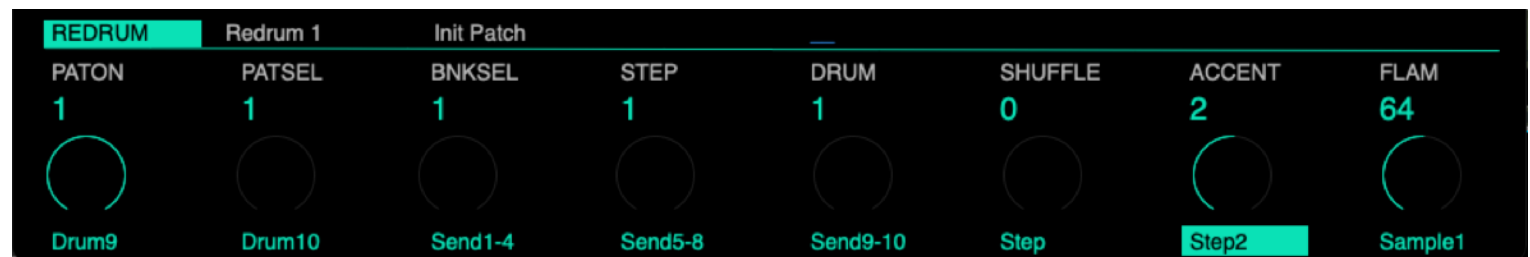 REDRUM Redrum 1 Init Patch
PATON PATSEL BNKSEL STEP DRUM SHUFFLE ACCENT FLAM
1 1 1 1 1 0 2 64
Drum9 Drum10 Send1-4 Send5-8 Send9-10 Step Step2 Sample1